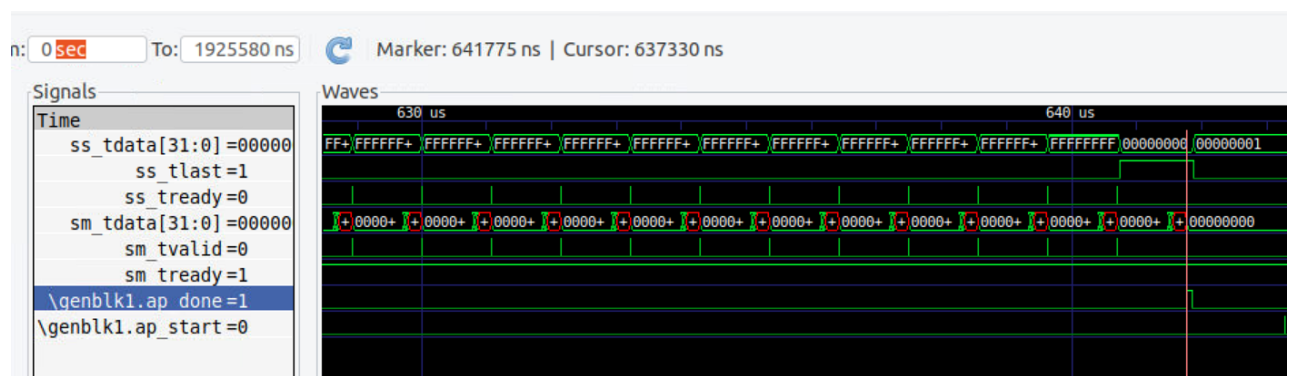 n: 0 sec To: 1925580 ns Marker: 641775 ns | Cursor: 637330 ns
Signals Waves
Time 630 us 640 us
ss_tdata[31:0] =00000 FF+ FFFFFF+ FFFFFF+ FFFFFF+ FFFFFF+ FFFFFF+ FFFFFF+ FFFFFF+ FFFFFF+ FFFFFF+ FFFFFF+ FFFFFFFF 00000000 00000001
ss_tlast =1
ss_tready =0
sm_tdata[31:0] =00000 + 0000+ + 0000+ + 0000+ + 0000+ + 0000+ + 0000+ + 0000+ + 0000+ + 0000+ + 0000+ + 0000+ + 0000+ + 00000000
sm_tvalid =0
sm_tready =1
\genblk1.ap_done =1
\genblk1.ap_start =0